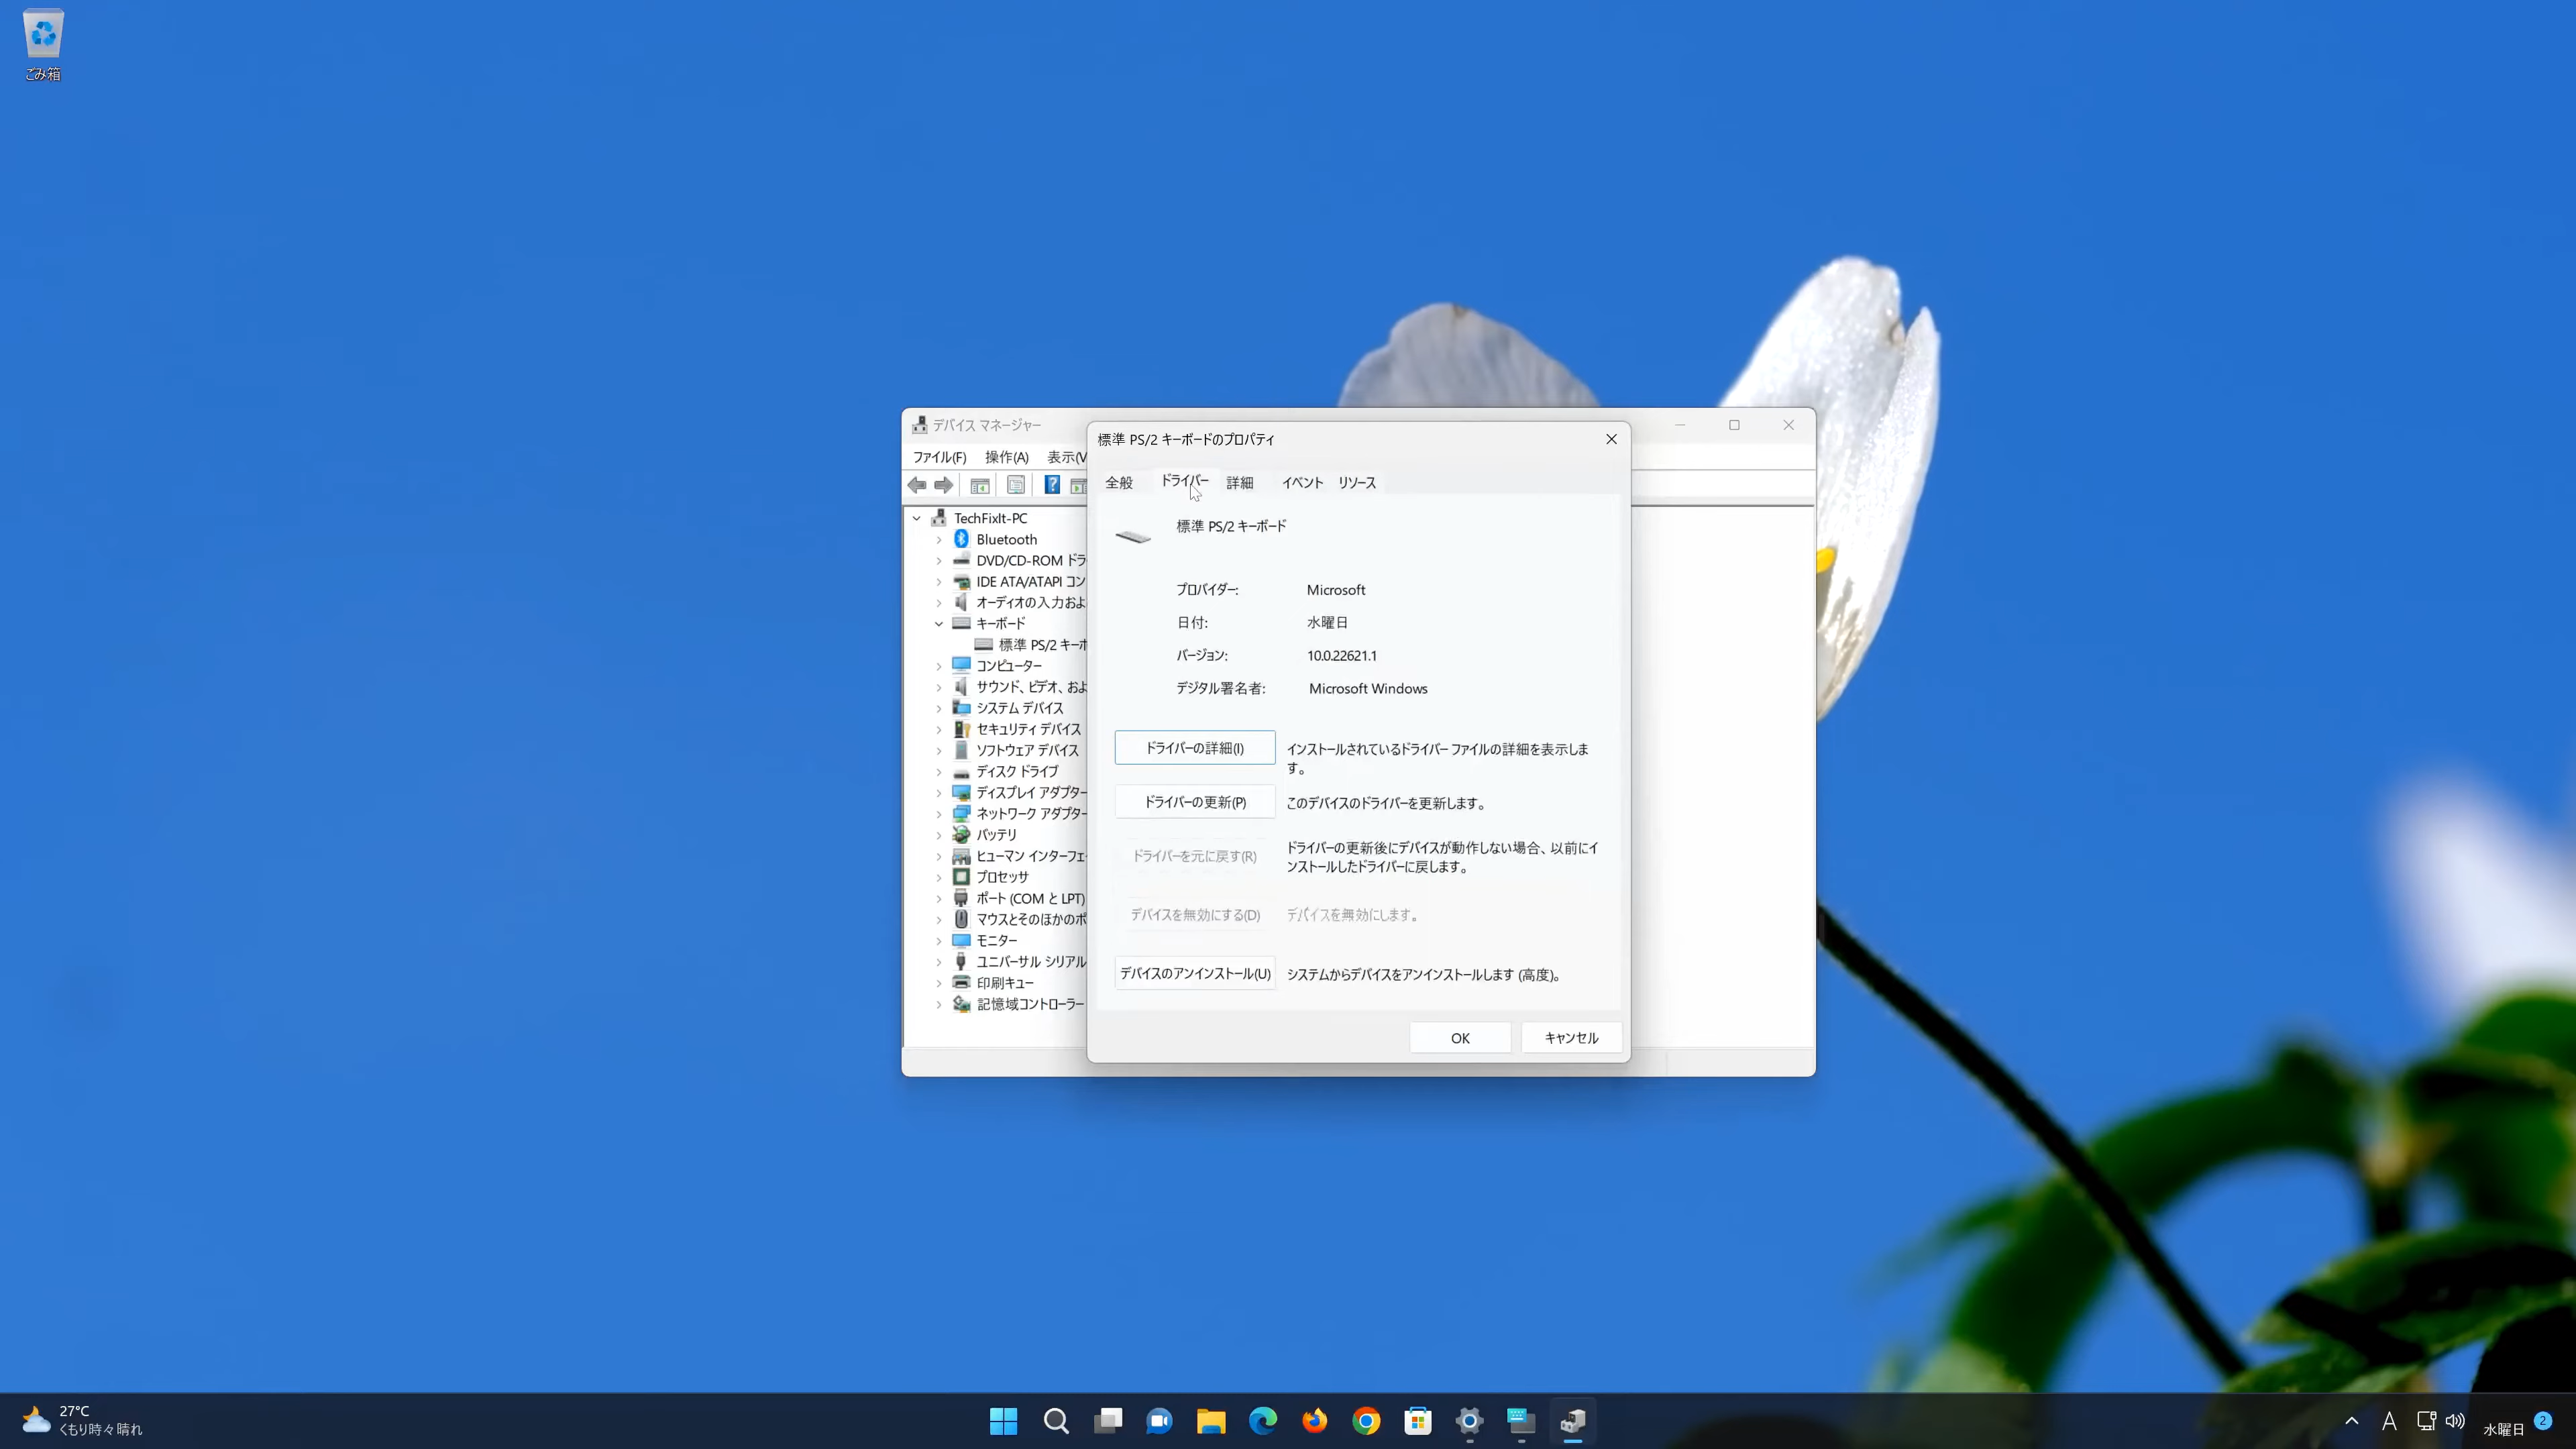 ごみ箱
デバイス マネージャー
ファイル(F) 操作(A) 表示(V
TechFixIt-PC
Bluetooth
DVD/CD-ROM ドラ
IDE ATA/ATAPI コン
オーディオの入力およ
キーボード
標準 PS/2 キーボ
コンピューター
サウンド、ビデオ、およ
システム デバイス
セキュリティ デバイス
ソフトウェア デバイス
ディスク ドライブ
ディスプレイ アダプター
ネットワーク アダプター
バッテリ
ヒューマン インターフェイ
プロセッサ
ポート (COM と LPT)
マウスとそのほかのポ
モニター
ユニバーサル シリアル
印刷キュー
記憶域コントローラー
標準 PS/2 キーボードのプロパティ
全般 ドライバー 詳細 イベント リソース
標準 PS/2 キーボード
プロバイダー: Microsoft
日付: 水曜日
バージョン: 10.0.22621.1
デジタル署名者: Microsoft Windows
ドライバーの詳細(I) インストールされているドライバー ファイルの詳細を表示しま
す。
ドライバーの更新(P) このデバイスのドライバーを更新します。
ドライバーを元に戻す(R) ドライバーの更新後にデバイスが動作しない場合、以前にイ
ンストールしたドライバーに戻します。
デバイスを無効にする(D) デバイスを無効にします。
デバイスのアンインストール(U) システムからデバイスをアンインストールします (高度)。
OK キャンセル
27°C
くもり時々晴れ
A
水曜日 2